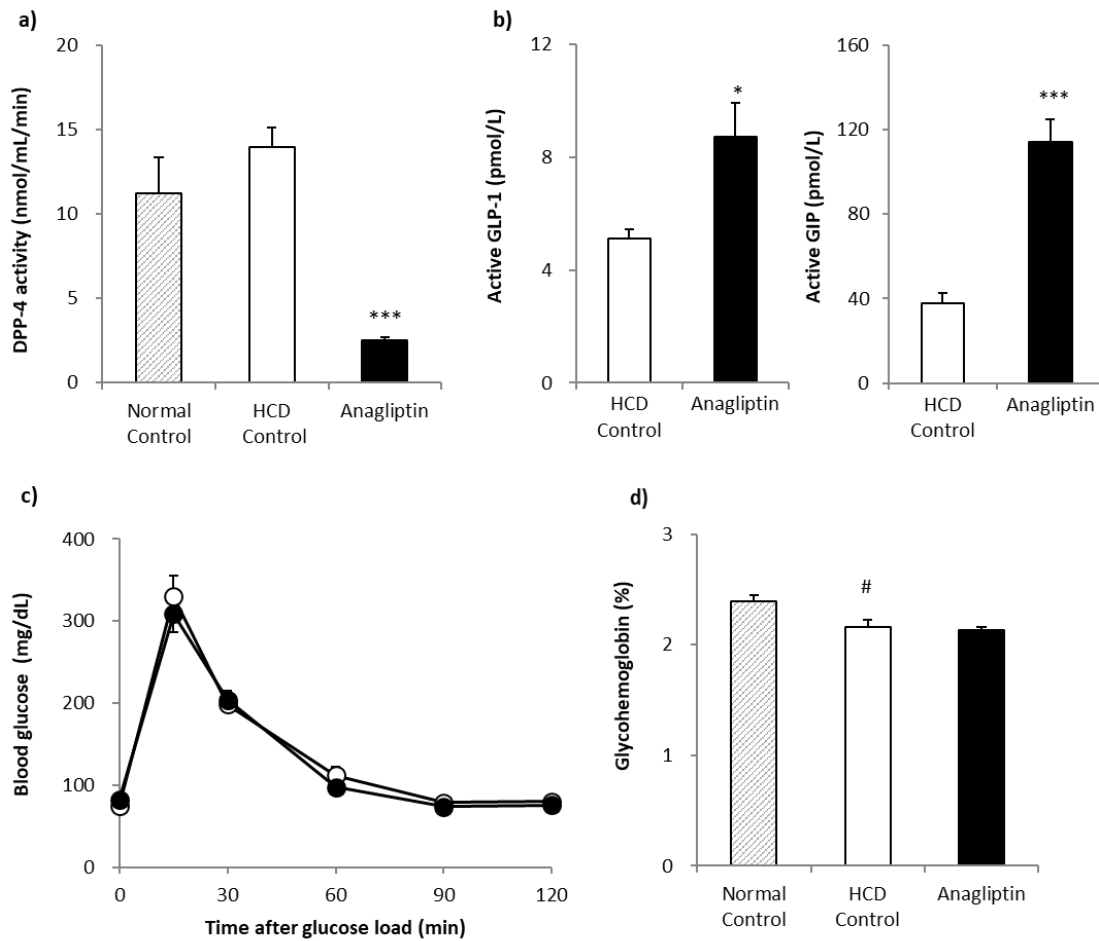 a)
DPP-4 activity (nmol/mL/min)
20
15
10
5
0
***
Normal
Control
HCD
Control
Anagliptin
b)
Active GLP-1 (pmol/L)
12
8
4
0
*
HCD
Control
Anagliptin
Active GIP (pmol/L)
160
120
80
40
0
***
HCD
Control
Anagliptin
c)
Blood glucose (mg/dL)
400
300
200
100
0
0
30
60
90
120
Time after glucose load (min)
d)
Glycohemoglobin (%)
3
2
1
0
#
Normal
Control
HCD
Control
Anagliptin